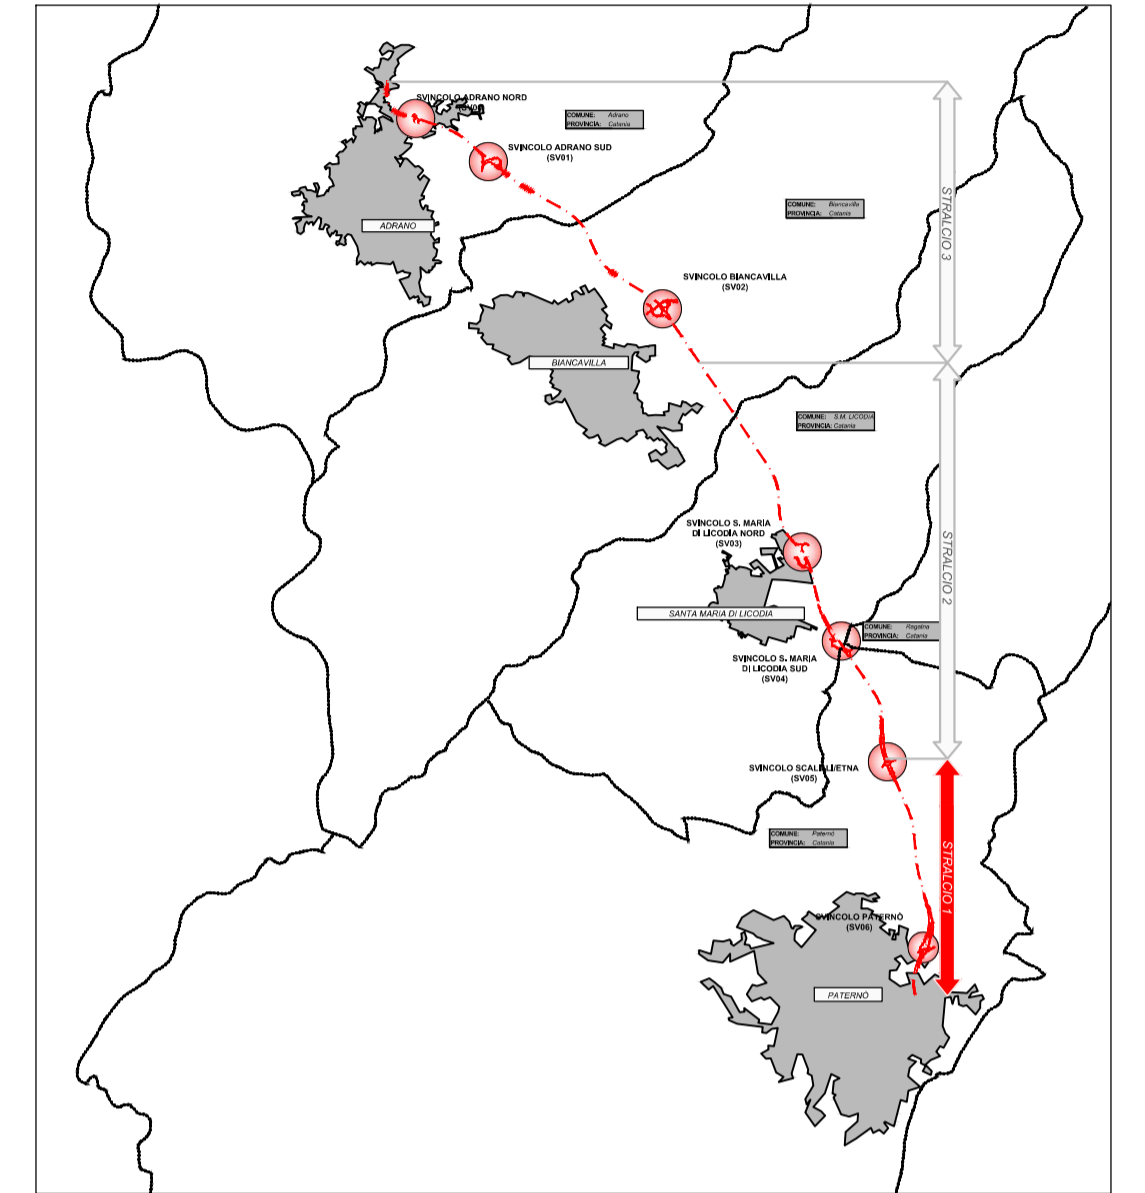 SVINCOLO ADRANO NORD
COMUNE: Adrano
PROVINCIA: Catania
SVINCOLO ADRANO SUD
(SV01)
COMUNE: Biancavilla
PROVINCIA: Catania
ADRANO
STRALCIO 3
SVINCOLO BIANCAVILLA
(SV02)
BIANCAVILLA
COMUNE: S.M. LICODIA
PROVINCIA: Catania
SVINCOLO S. MARIA
DI LICODIA NORD
(SV03)
STRALCIO 2
SANTA MARIA DI LICODIA
COMUNE: Ragalna
PROVINCIA: Catania
SVINCOLO S. MARIA
DI LICODIA SUD
(SV04)
SVINCOLO SCALILLI/ETNA
(SV05)
COMUNE: Paternò
PROVINCIA: Catania
STRALCIO 1
SVINCOLO PATERNÒ
(SV06)
PATERNÒ